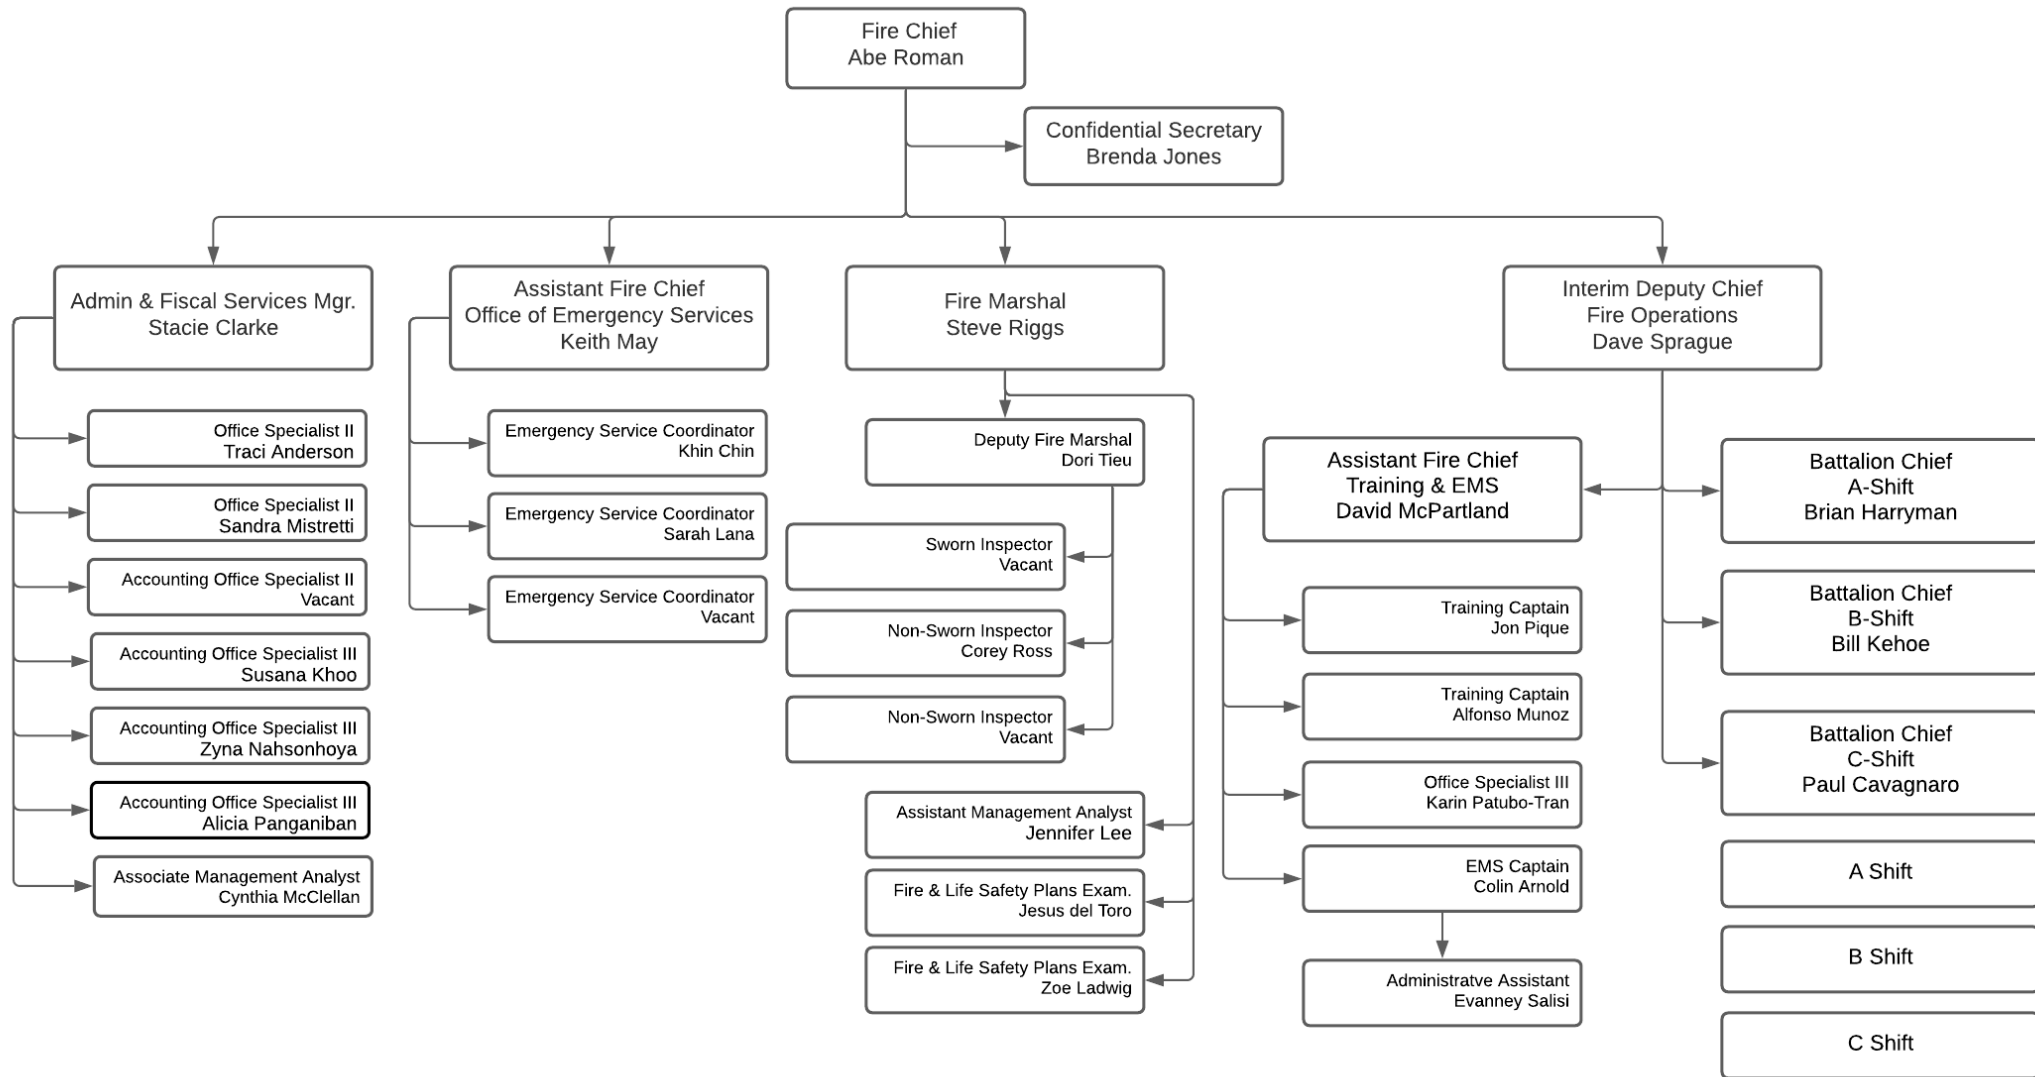 Fire Chief
Abe Roman
Confidential Secretary
Brenda Jones
Admin & Fiscal Services Mgr.
Stacie Clarke
Assistant Fire Chief
Office of Emergency Services
Keith May
Fire Marshal
Steve Riggs
Interim Deputy Chief
Fire Operations
Dave Sprague
Office Specialist II
Traci Anderson
Office Specialist II
Sandra Mistretti
Accounting Office Specialist II
Vacant
Accounting Office Specialist III
Susana Khoo
Accounting Office Specialist III
Zyna Nahsonhoya
Accounting Office Specialist III
Alicia Panganiban
Associate Management Analyst
Cynthia McClellan
Emergency Service Coordinator
Khin Chin
Emergency Service Coordinator
Sarah Lana
Emergency Service Coordinator
Vacant
Deputy Fire Marshal
Dori Tieu
Sworn Inspector
Vacant
Non-Sworn Inspector
Corey Ross
Non-Sworn Inspector
Vacant
Assistant Management Analyst
Jennifer Lee
Fire & Life Safety Plans Exam.
Jesus del Toro
Fire & Life Safety Plans Exam.
Zoe Ladwig
Assistant Fire Chief
Training & EMS
David McPartland
Training Captain
Jon Pique
Training Captain
Alfonso Munoz
Office Specialist III
Karin Patubo-Tran
EMS Captain
Colin Arnold
Administratve Assistant
Evanney Salisi
Battalion Chief
A-Shift
Brian Harryman
Battalion Chief
B-Shift
Bill Kehoe
Battalion Chief
C-Shift
Paul Cavagnaro
A Shift
B Shift
C Shift